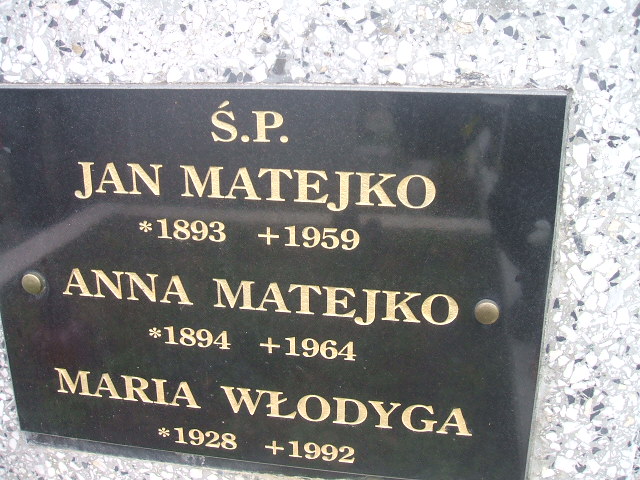 Ś.P.
JAN MATEJKO
*1893 +1959
ANNA MATEJKO
*1894 +1964
MARIA WŁODYGA
*1928 +1992